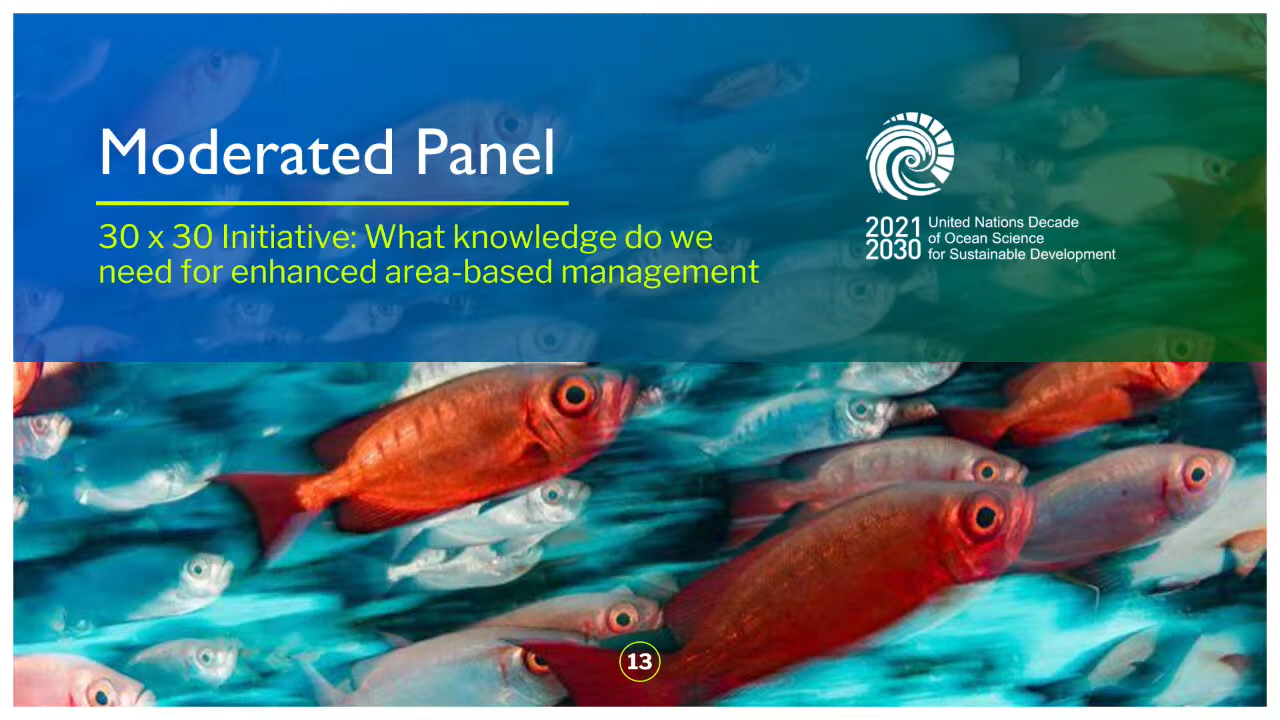 Moderated Panel
30 x 30 Initiative: What knowledge do we
need for enhanced area-based management
2021
2030
United Nations Decade
of Ocean Science
for Sustainable Development
13